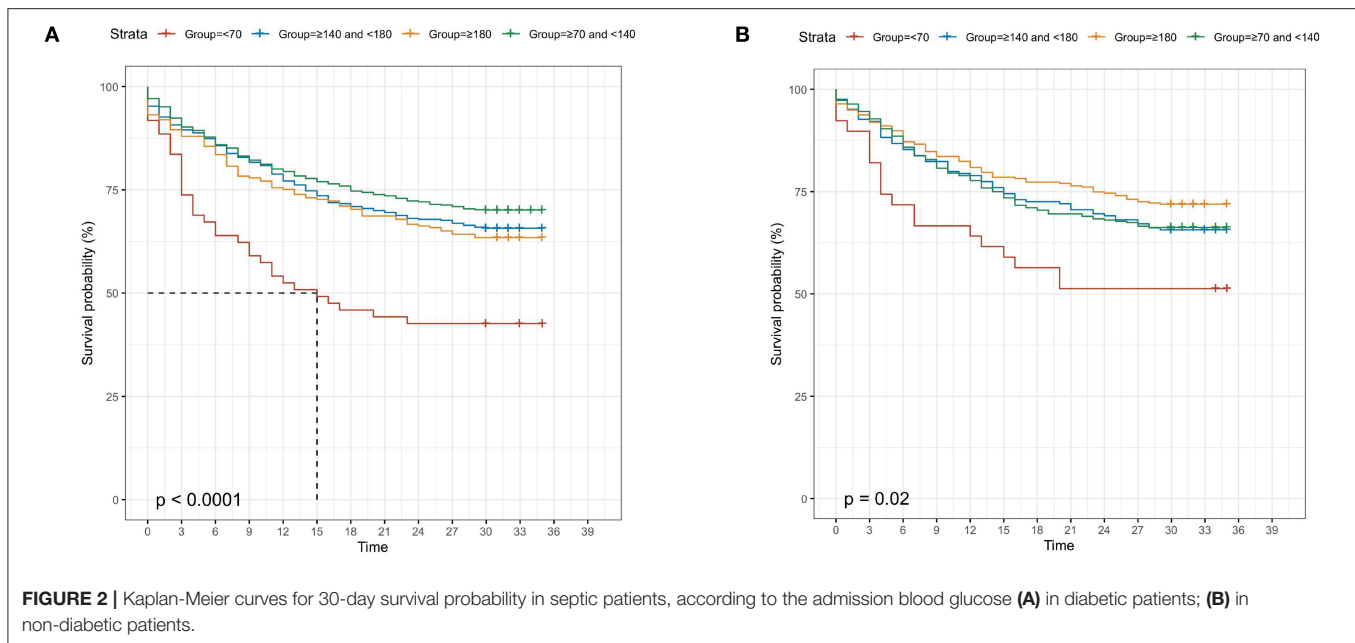 A
Strata Group=<70 Group=≥140 and <180 Group=≥180 Group=≥70 and <140
Survival probability (%)
100
75
50
25
0
p < 0.0001
0 3 6 9 12 15 18 21 24 27 30 33 36 39
Time
B
Strata Group=<70 Group=≥140 and <180 Group=≥180 Group=≥70 and <140
Survival probability (%)
100
75
50
25
0
p = 0.02
0 3 6 9 12 15 18 21 24 27 30 33 36 39
Time
FIGURE 2 | Kaplan-Meier curves for 30-day survival probability in septic patients, according to the admission blood glucose (A) in diabetic patients; (B) in
non-diabetic patients.